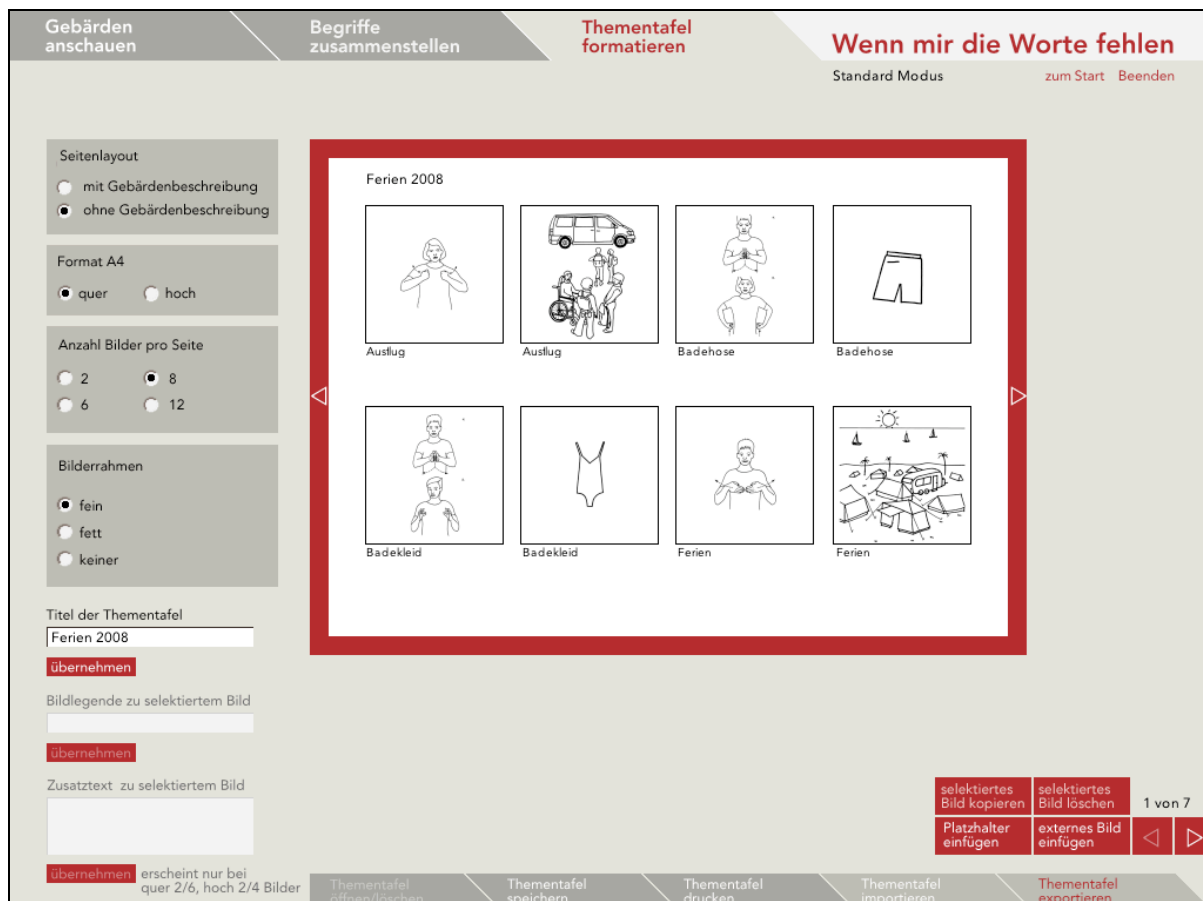 Gebärden
anschauen
Begriffe
zusammenstellen
Thementafel
formatieren
Wenn mir die Worte fehlen
Standard Modus
zum Start
Beenden
Seitenlayout
mit Gebärdenbeschreibung
ohne Gebärdenbeschreibung
Format A4
quer
hoch
Anzahl Bilder pro Seite
2
8
6
12
Bilderrahmen
fein
fett
keiner
Titel der Thementafel
Ferien 2008
übernehmen
Bildlegende zu selektiertem Bild
übernehmen
Zusatztext zu selektiertem Bild
übernehmen
erscheint nur bei
quer 2/6, hoch 2/4 Bilder
Ferien 2008
Ausflug
Ausflug
Badehose
Badehose
Badekleid
Badekleid
Ferien
Ferien
selektiertes
Bild kopieren
selektiertes
Bild löschen
1 von 7
Platzhalter
einfügen
externes Bild
einfügen
Thementafel
öffnen/löschen
Thementafel
speichern
Thementafel
drucken
Thementafel
importieren
Thementafel
exportieren